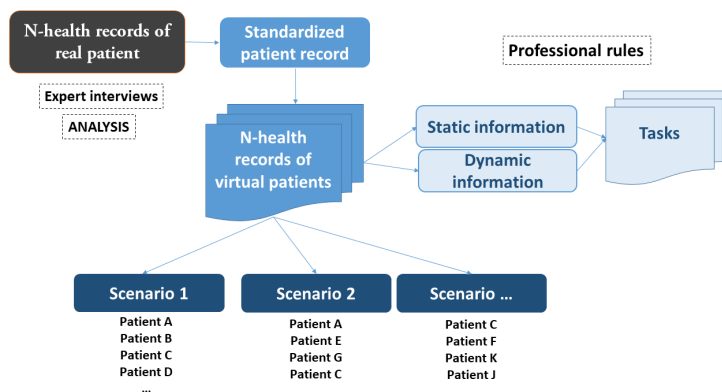 N-health records of
real patient
Standardized
patient record
Professional rules
Expert interviews
ANALYSIS
N-health
records of
virtual patients
Static information
Dynamic
information
Tasks
Scenario 1
Patient A
Patient B
Patient C
Patient D
...
Scenario 2
Patient A
Patient E
Patient G
Patient C
Scenario ...
Patient C
Patient F
Patient K
Patient J